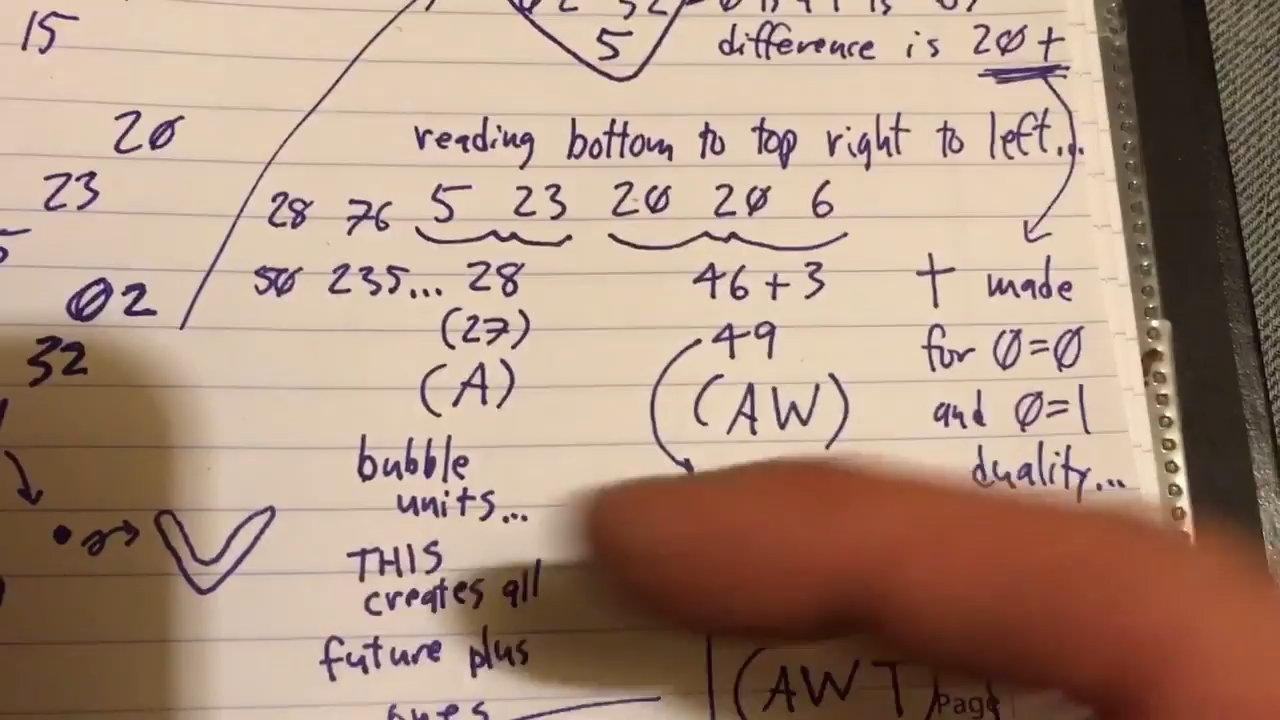 15
5
difference is 2Ø+
20
reading bottom to top right to left...
23
28 76 5 23 2Ø 2Ø 6
5Ø 235... 28 46+3
+ made
Ø2
(27) 49
for Ø=Ø
32
(A) (AW)
and Ø=1
bubble
duality...
units...
THIS
creates all
future plus
(AWT) Page